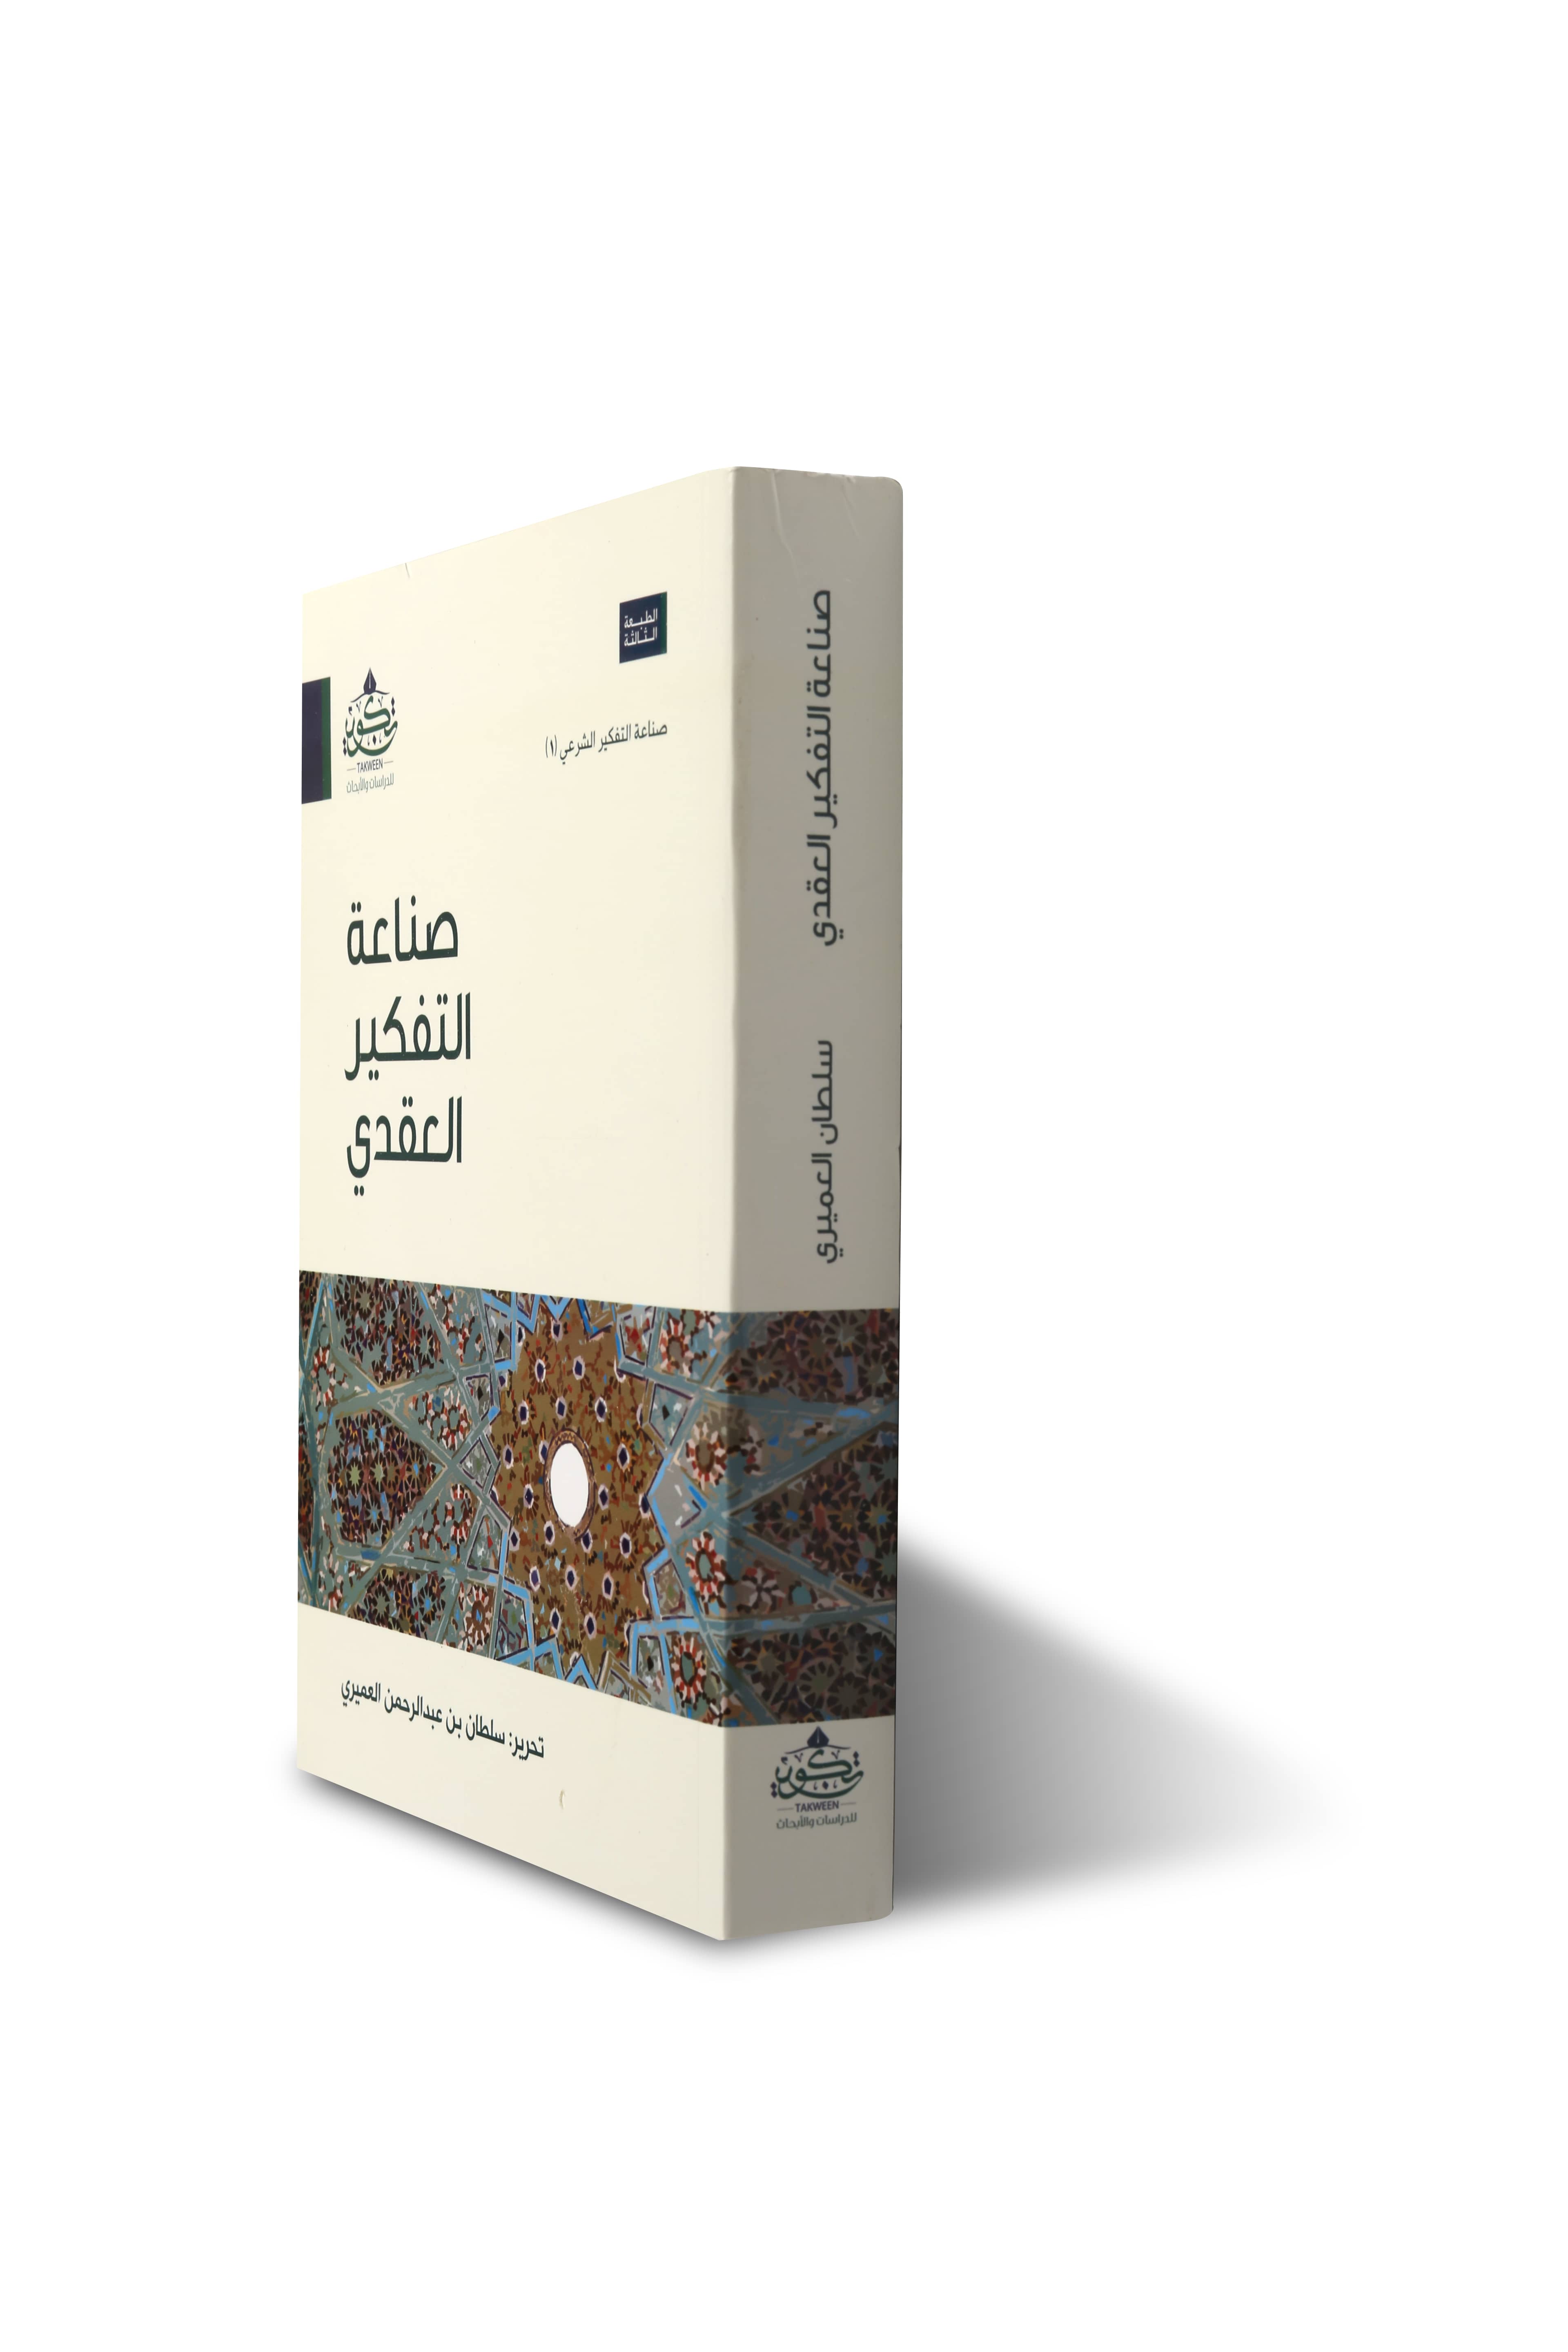 الطبعة
الثالثة
صناعة التفكير الشرعي (١)
تكوين
TAKWEEN
للدراسات والأبحاث
صناعة
التفكير
العقدي
تحرير: سلطان بن عبدالرحمن العميري
صناعة التفكير العقدي
سلطان العميري
تكوين
TAKWEEN
للدراسات والأبحاث